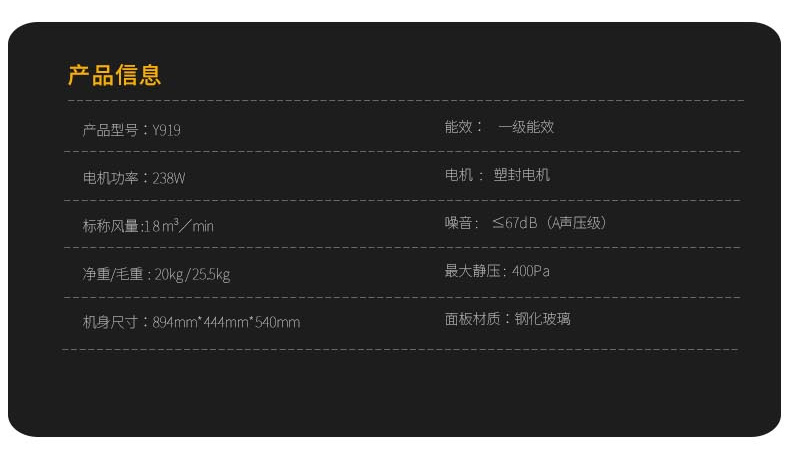 产品信息
产品型号：Y919
能效： 一级能效
电机功率：238W
电机： 塑封电机
标称风量:18m³／min
噪音： ≤67dB（A声压级）
净重/毛重：20kg/25.5kg
最大静压: 400Pa
机身尺寸：894mm*444mm*540mm
面板材质：钢化玻璃